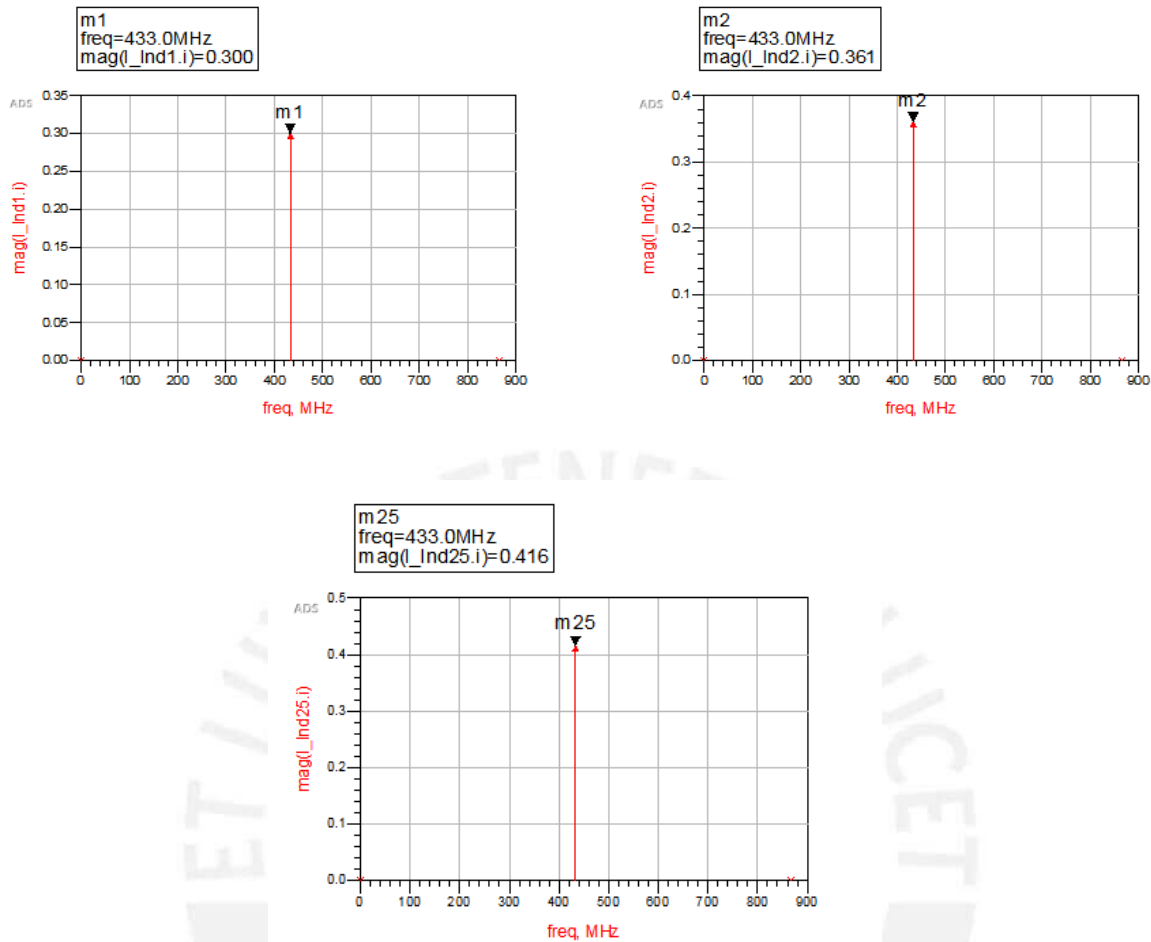 m1
freq=433.0MHz
mag(I_Ind1.i)=0.300
ADS
m1
0.35
0.30
0.25
0.20
0.15
0.10
0.05
0.00
mag(I_Ind1.i)
0 100 200 300 400 500 600 700 800 900
freq, MHz
m2
freq=433.0MHz
mag(I_Ind2.i)=0.361
ADS
m2
0.4
0.3
0.2
0.1
0.0
mag(I_Ind2.i)
0 100 200 300 400 500 600 700 800 900
freq, MHz
m25
freq=433.0MHz
mag(I_Ind25.i)=0.416
ADS
m25
0.5
0.4
0.3
0.2
0.1
0.0
mag(I_Ind25.i)
0 100 200 300 400 500 600 700 800 900
freq, MHz